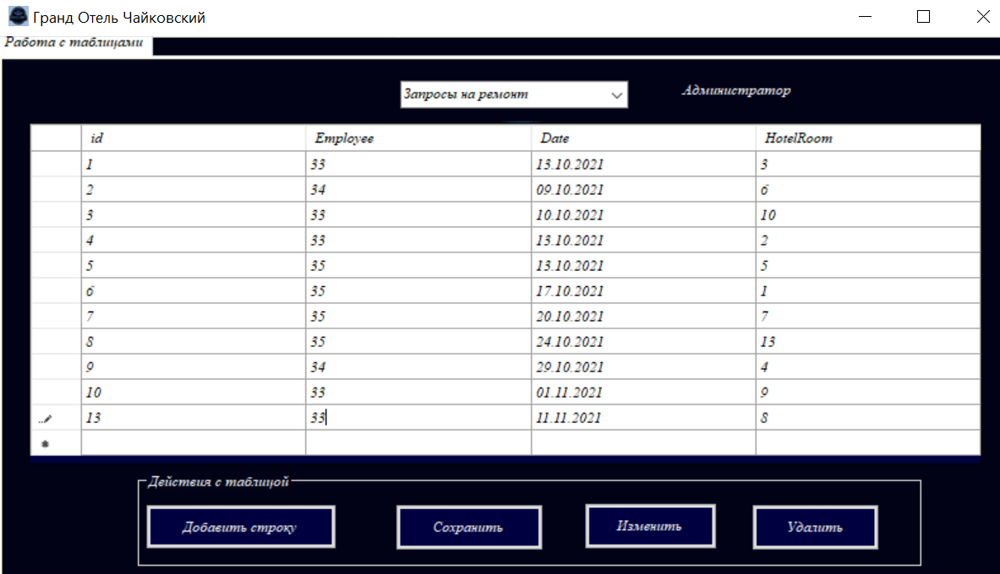 Гранд Отель Чайковский
Работа с таблицами
Запросы на ремонт Администратор
id Employee Date HotelRoom
1 33 13.10.2021 3
2 34 09.10.2021 6
3 33 10.10.2021 10
4 33 13.10.2021 2
5 35 13.10.2021 5
6 35 17.10.2021 1
7 35 20.10.2021 7
8 35 24.10.2021 13
9 34 29.10.2021 4
10 33 01.11.2021 9
13 33 11.11.2021 8
Действия с таблицой
Добавить строку Сохранить Изменить Удалить